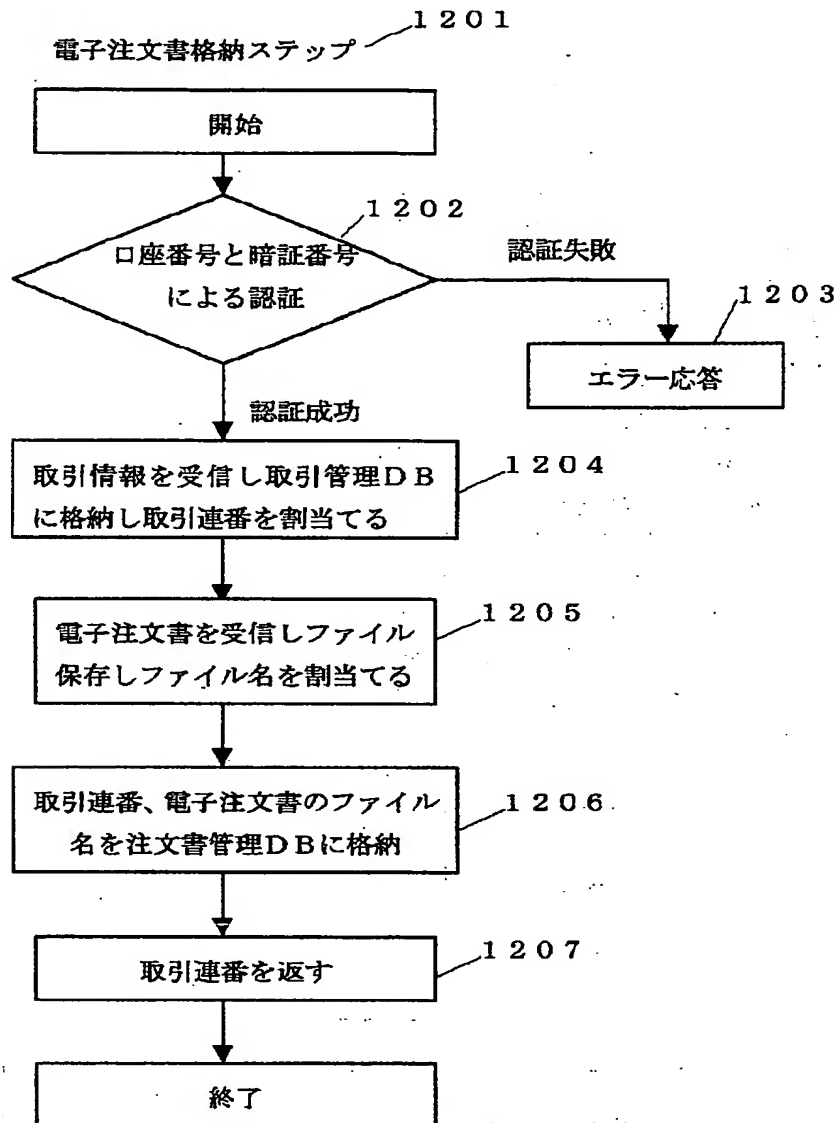 1201
電子注文書格納ステップ
開始
1202
口座番号と暗証番号
による認証
認証失敗
1203
エラー応答
認証成功
取引情報を受信し取引管理DB
に格納し取引連番を割当てる
1204
電子注文書を受信しファイル
保存しファイル名を割当てる
1205
取引連番、電子注文書のファイル
名を注文書管理DBに格納
1206
取引連番を返す
1207
終了